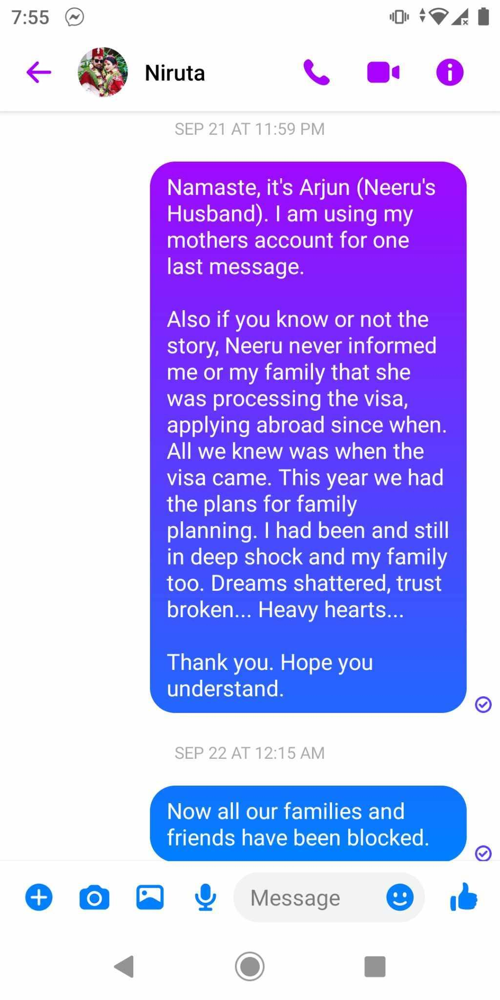 7:55
Niruta
SEP 21 AT 11:59 PM
Namaste, it's Arjun (Neeru's
Husband). I am using my
mothers account for one
last message.
Also if you know or not the
story, Neeru never informed
me or my family that she
was processing the visa,
applying abroad since when.
All we knew was when the
visa came. This year we had
the plans for family
planning. I had been and still
in deep shock and my family
too. Dreams shattered, trust
broken... Heavy hearts...
Thank you. Hope you
understand.
SEP 22 AT 12:15 AM
Now all our families and
friends have been blocked.
Message